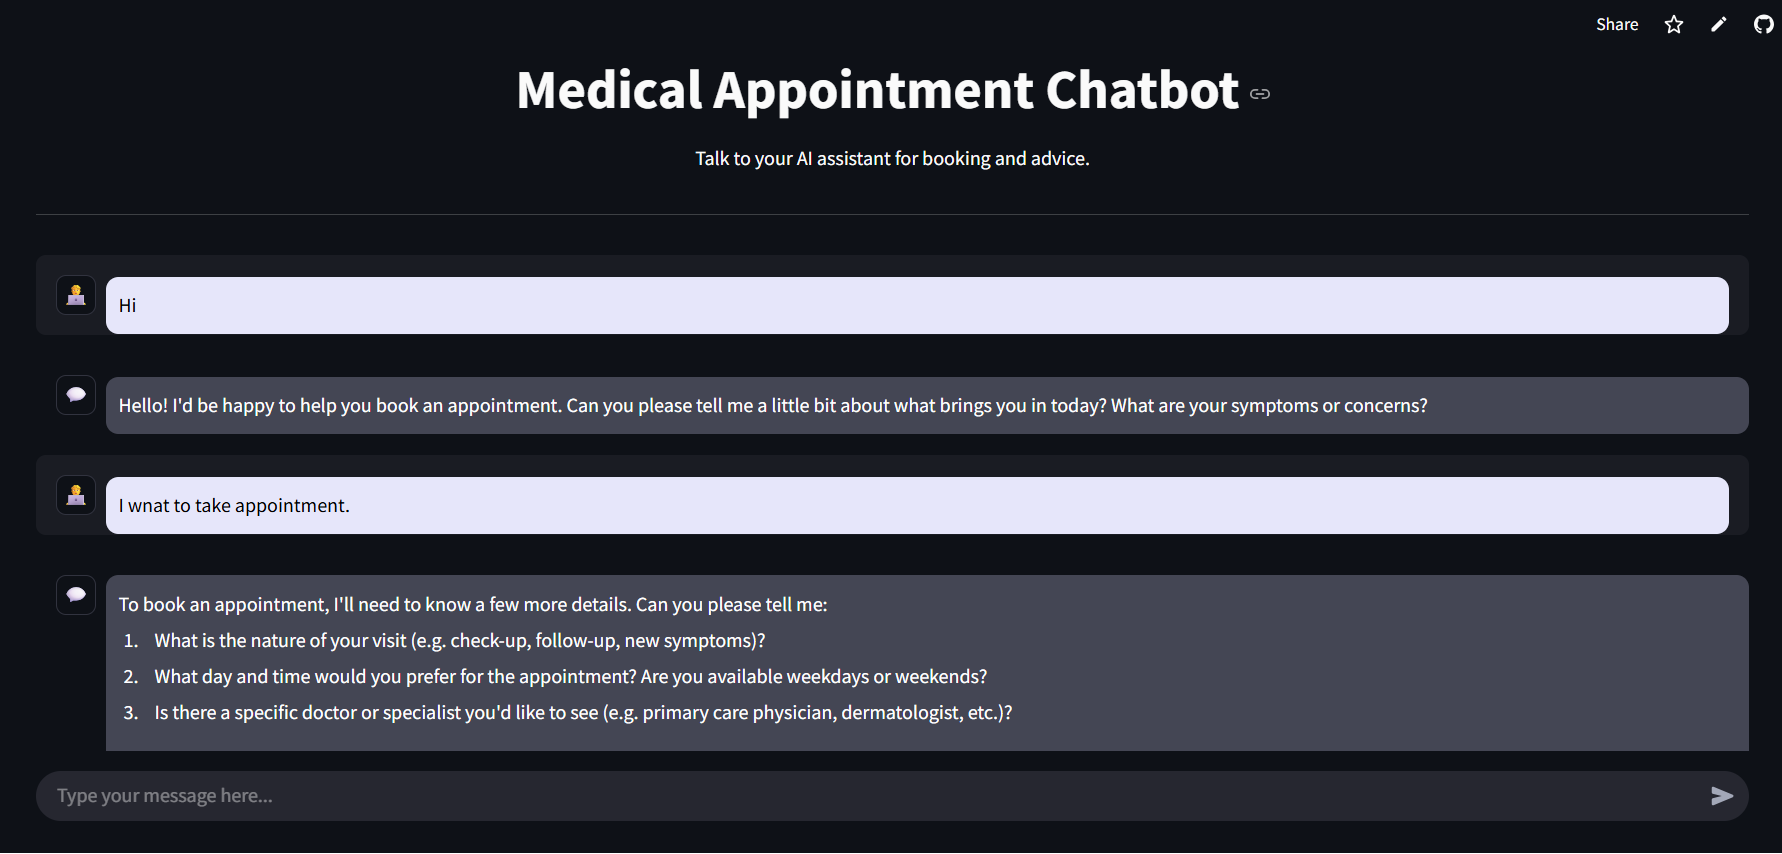 Share
Medical Appointment Chatbot
Talk to your AI assistant for booking and advice.
Hi
Hello! I'd be happy to help you book an appointment. Can you please tell me a little bit about what brings you in today? What are your symptoms or concerns?
I wnat to take appointment.
To book an appointment, I'll need to know a few more details. Can you please tell me:
1. What is the nature of your visit (e.g. check-up, follow-up, new symptoms)?
2. What day and time would you prefer for the appointment? Are you available weekdays or weekends?
3. Is there a specific doctor or specialist you'd like to see (e.g. primary care physician, dermatologist, etc.)?
Type your message here...